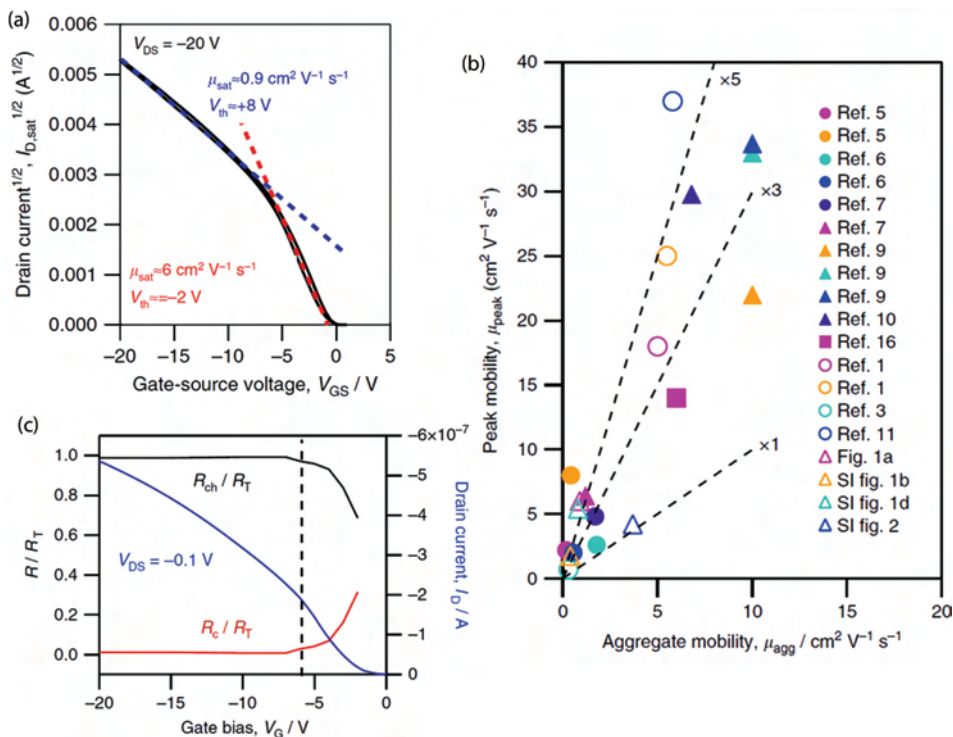 (a)
Drain current¹ᐟ², I_D,sat¹ᐟ² (A¹ᐟ²)
0.006
0.005
0.004
0.003
0.002
0.001
0.000
V_DS = −20 V
μ_sat≈0.9 cm² V⁻¹ s⁻¹
V_th≈+8 V
μ_sat≈6 cm² V⁻¹ s⁻¹
V_th≈=−2 V
−20 −15 −10 −5 0 5
Gate-source voltage, V_GS / V
(b)
Peak mobility, μ_peak (cm² V⁻¹ s⁻¹)
40
35
30
25
20
15
10
5
0
×5
×3
×1
Ref. 5
Ref. 5
Ref. 6
Ref. 6
Ref. 7
Ref. 7
Ref. 9
Ref. 9
Ref. 9
Ref. 10
Ref. 16
Ref. 1
Ref. 1
Ref. 3
Ref. 11
Fig. 1a
SI fig. 1b
SI fig. 1d
SI fig. 2
0 5 10 15 20
Aggregate mobility, μ_agg / cm² V⁻¹ s⁻¹
(c)
R / R_T
1.0
0.8
0.6
0.4
0.2
0.0
R_ch / R_T
V_DS = −0.1 V
R_c / R_T
−6×10⁻⁷
−5
−4
−3
−2
−1
0
Drain current, I_D / A
−20 −15 −10 −5 0
Gate bias, V_G / V